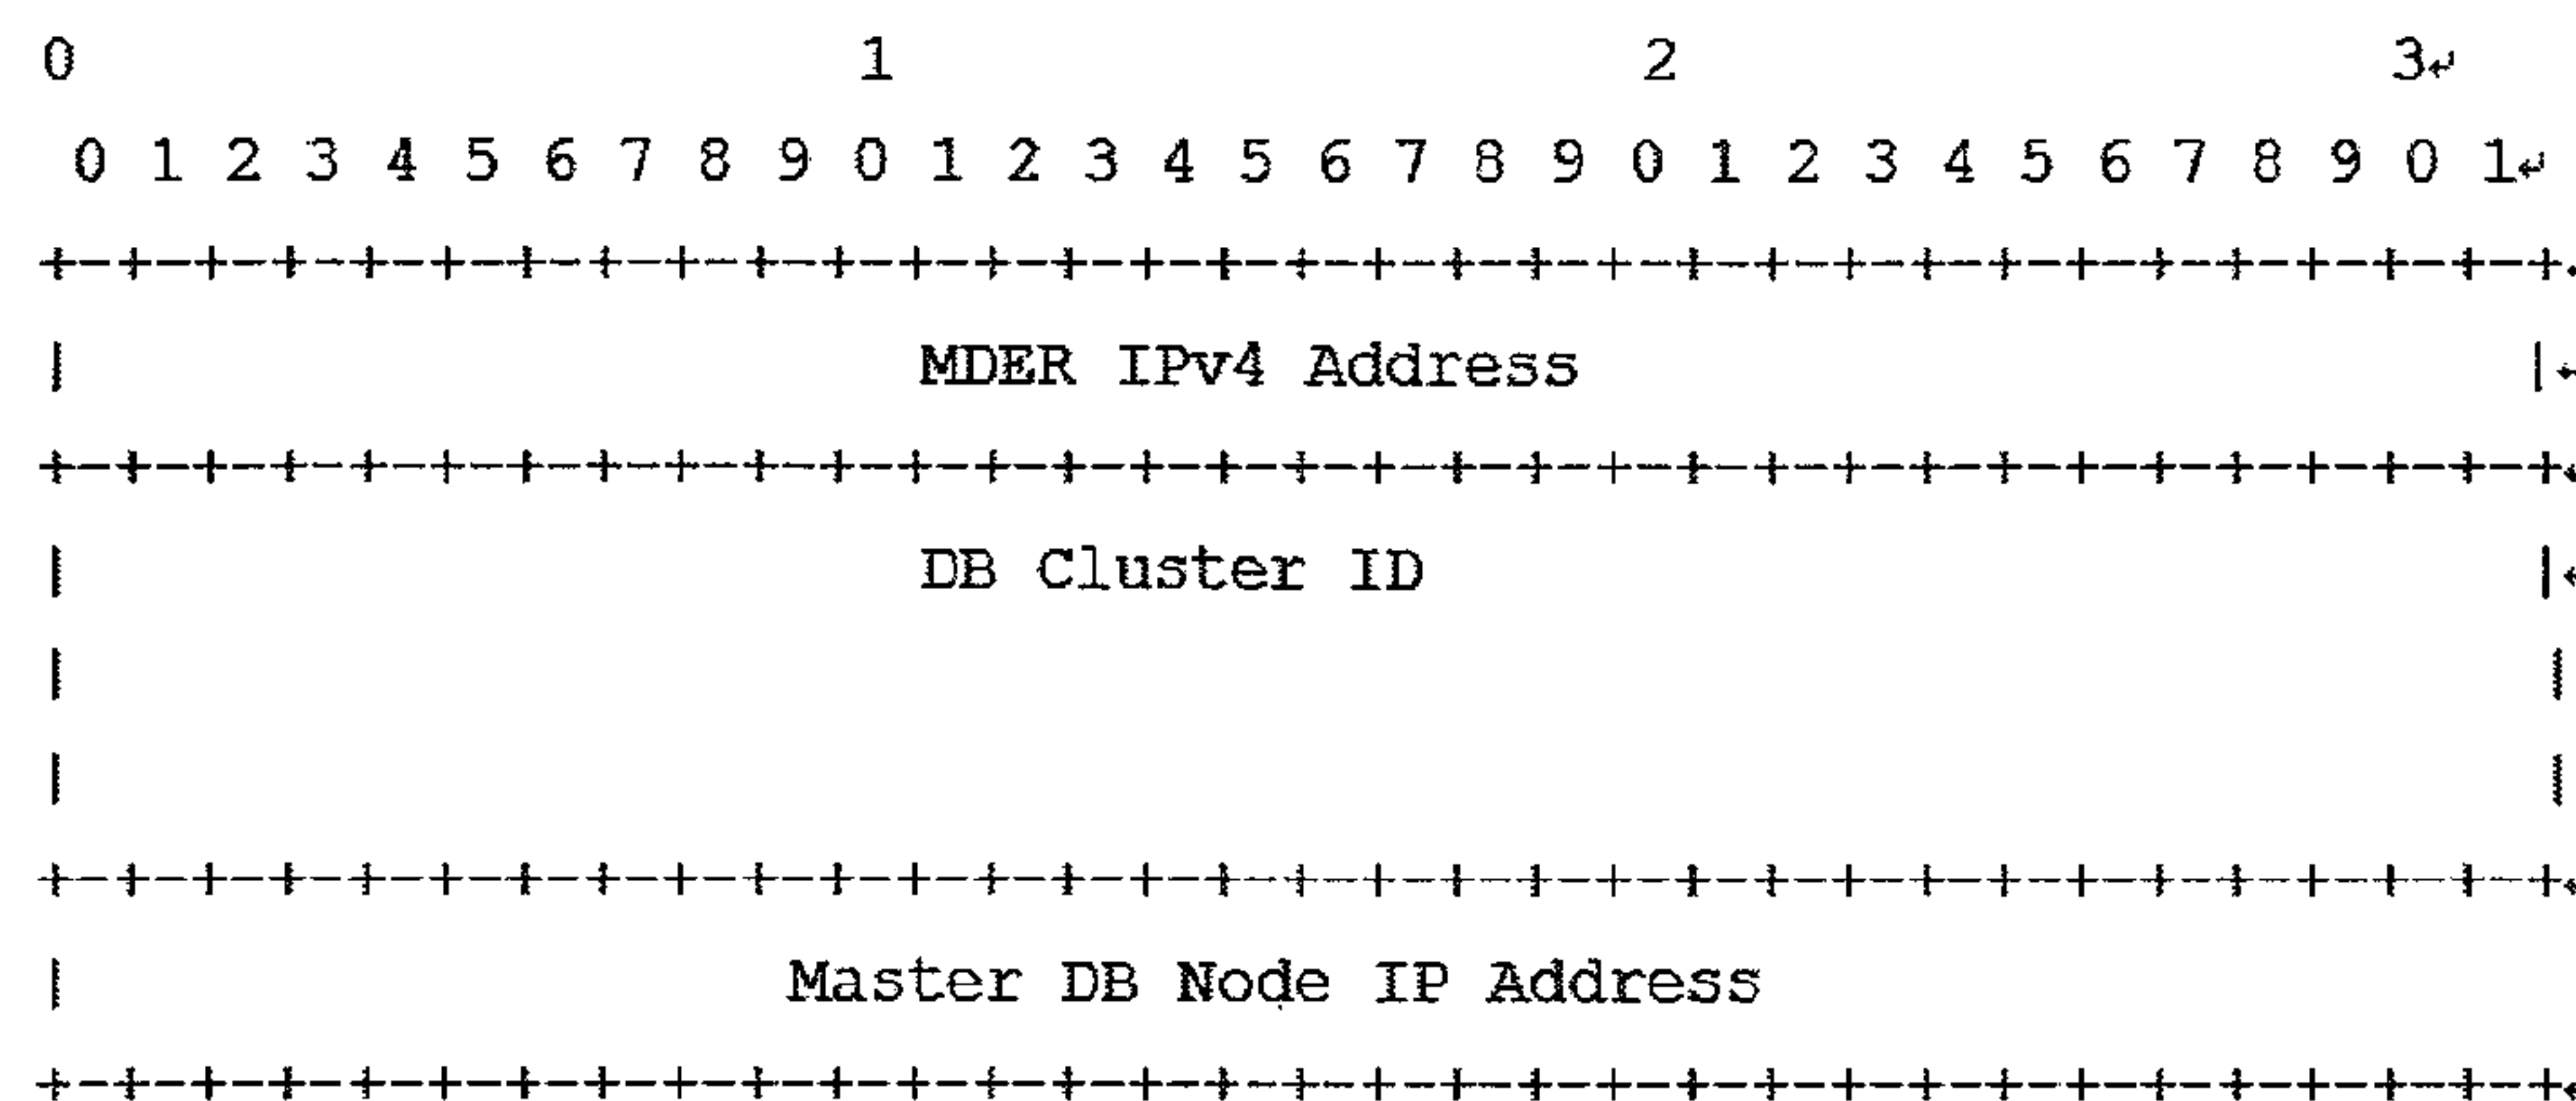 0 1 2 3↵
0 1 2 3 4 5 6 7 8 9 0 1 2 3 4 5 6 7 8 9 0 1 2 3 4 5 6 7 8 9 0 1↵
+--+--+--+--+--+--+--+--+--+--+--+--+--+--+--+--+--+--+--+--+--+--+--+--+--+--+--+--+--+--+--+--+
| MDER IPv4 Address |
+--+--+--+--+--+--+--+--+--+--+--+--+--+--+--+--+--+--+--+--+--+--+--+--+--+--+--+--+--+--+--+--+
| DB Cluster ID |
| |
| |
+--+--+--+--+--+--+--+--+--+--+--+--+--+--+--+--+--+--+--+--+--+--+--+--+--+--+--+--+--+--+--+--+
| Master DB Node IP Address
+--+--+--+--+--+--+--+--+--+--+--+--+--+--+--+--+--+--+--+--+--+--+--+--+--+--+--+--+--+--+--+--+